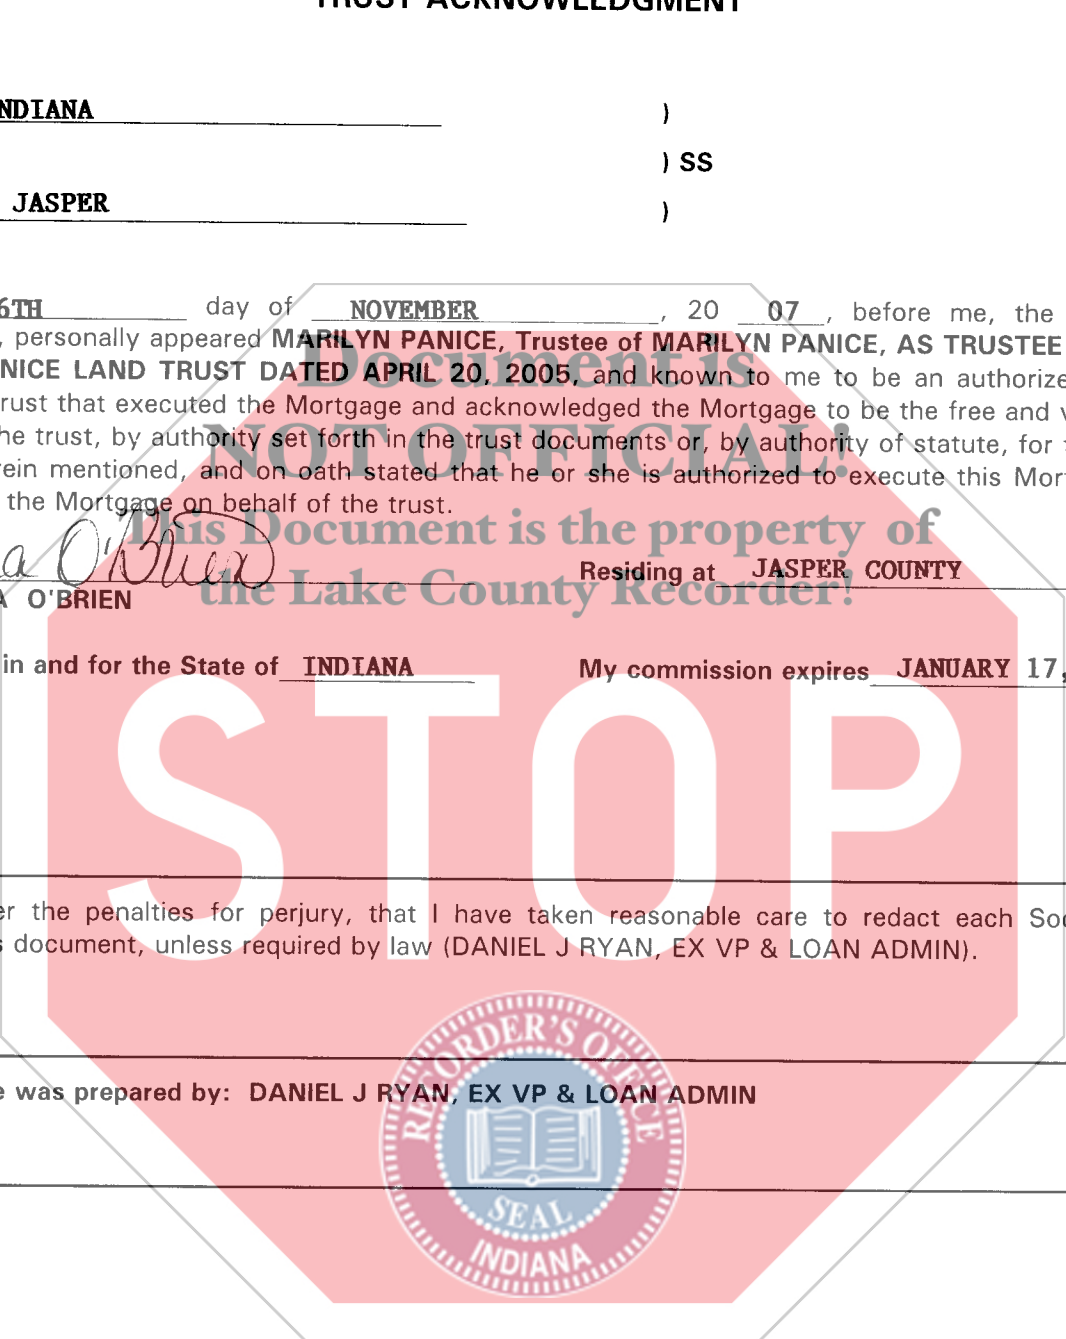 TRUST ACKNOWLEDGMENT
NDIANA )
) SS
JASPER )
6TH day of NOVEMBER, 20 07, before me, the
, personally appeared MARILYN PANICE, Trustee of MARILYN PANICE, AS TRUSTEE
NICE LAND TRUST DATED APRIL 20, 2005, and known to me to be an authorize
rust that executed the Mortgage and acknowledged the Mortgage to be the free and v
he trust, by authority set forth in the trust documents or, by authority of statute, for
rein mentioned, and on oath stated that he or she is authorized to execute this Mor
the Mortgage on behalf of the trust.
Document is
NOT OFFICIAL!
This Document is the property of
the Lake County Recorder!
a O'Brien
Residing at JASPER COUNTY
A O'BRIEN
in and for the State of INDIANA My commission expires JANUARY 17,
STOP
er the penalties for perjury, that I have taken reasonable care to redact each Soc
s document, unless required by law (DANIEL J RYAN, EX VP & LOAN ADMIN).
e was prepared by: DANIEL J RYAN, EX VP & LOAN ADMIN
RECORDER'S OFFICE
SEAL
INDIANA